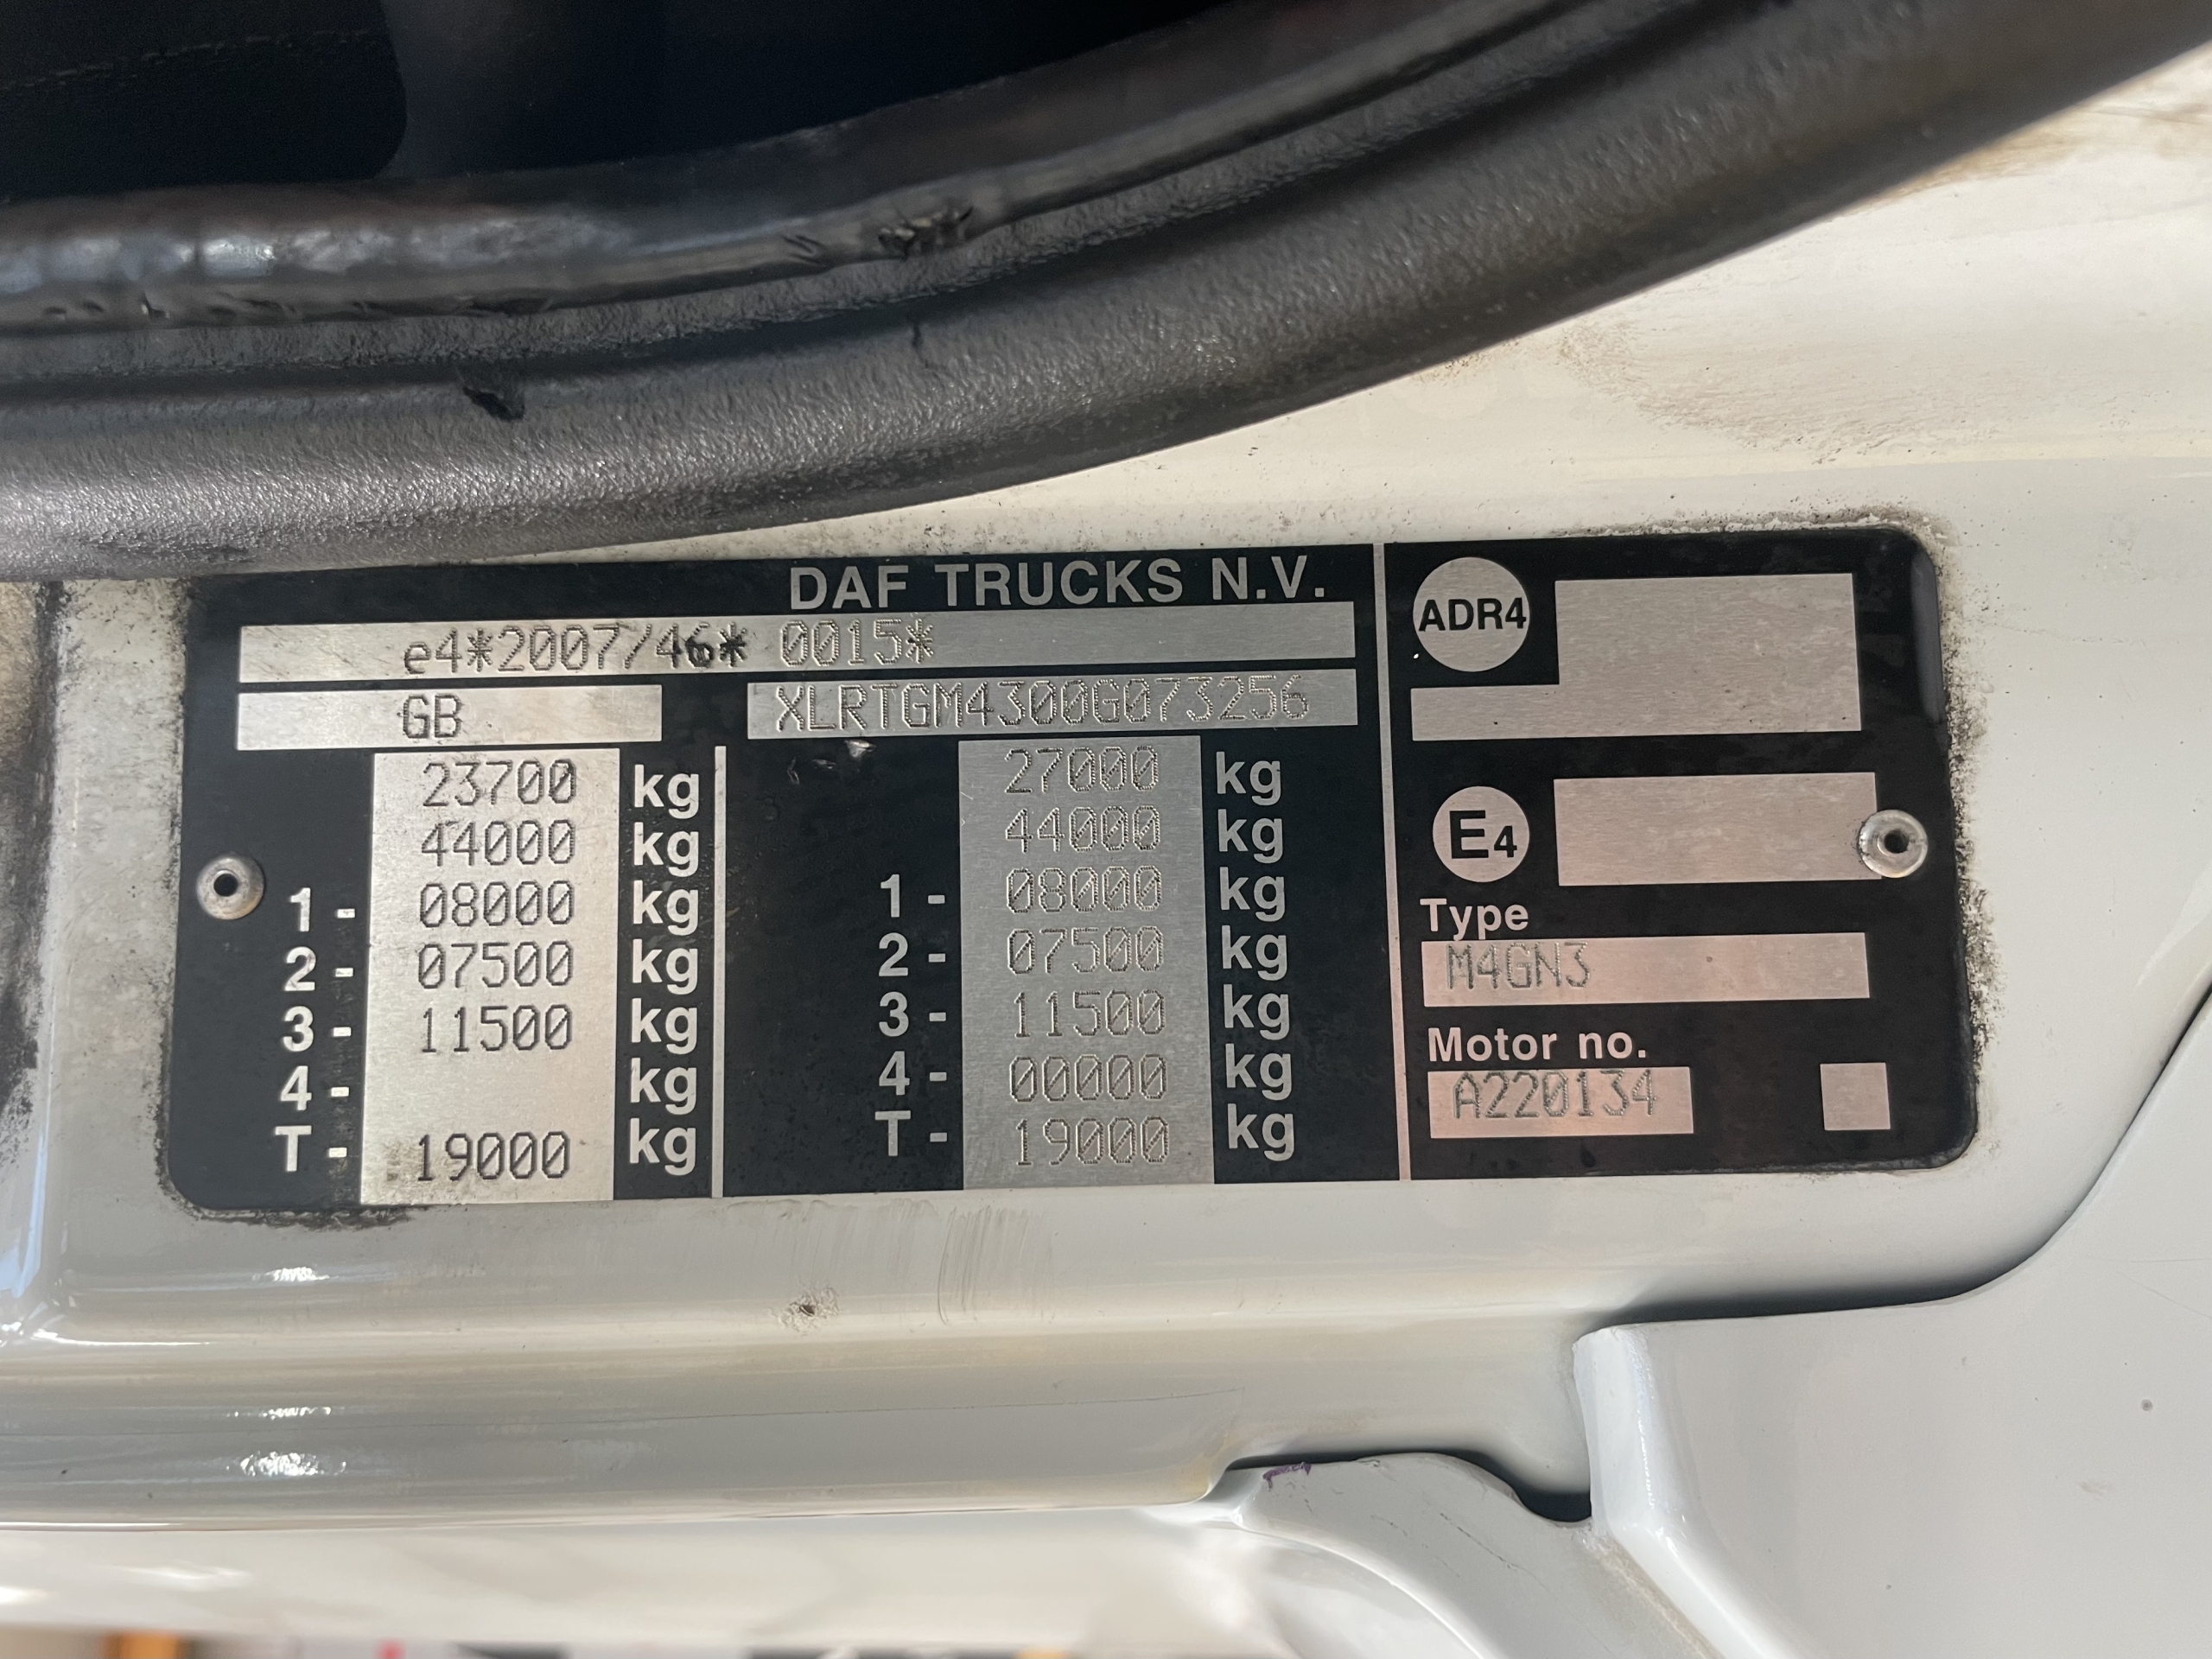 DAF TRUCKS N.V.
e4*2007/46* 0015*
GB
XLRTGM4300G073256
23700 kg
44000 kg
1- 08000 kg
2- 07500 kg
3- 11500 kg
4- kg
T- 19000 kg
27000 kg
44000 kg
1- 08000 kg
2- 07500 kg
3- 11500 kg
4- 00000 kg
T- 19000 kg
ADR4
E4
Type
M4GN3
Motor no.
A220134